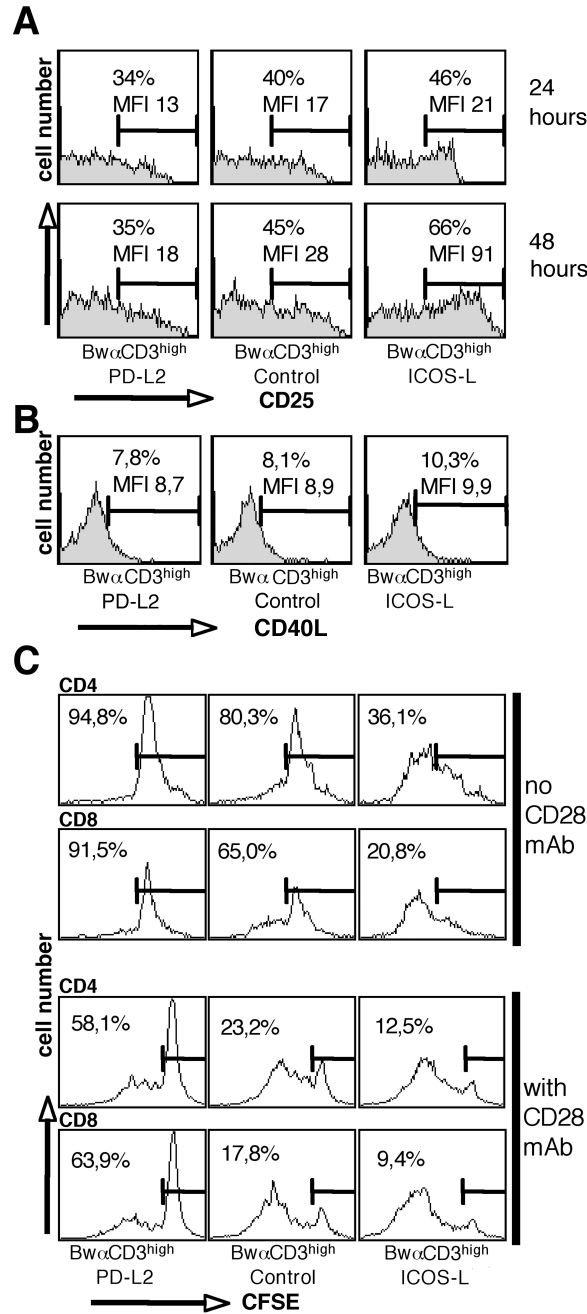 A
cell number
34%
MFI 13
40%
MFI 17
46%
MFI 21
24
hours
35%
MFI 18
45%
MFI 28
66%
MFI 91
48
hours
BwαCD3high
PD-L2
BwαCD3high
Control
BwαCD3high
ICOS-L
CD25
B
cell number
7,8%
MFI 8,7
8,1%
MFI 8,9
10,3%
MFI 9,9
BwαCD3high
PD-L2
Bwα CD3high
Control
BwαCD3high
ICOS-L
CD40L
C
CD4
94,8%
80,3%
36,1%
CD8
91,5%
65,0%
20,8%
no
CD28
mAb
cell number
CD4
58,1%
23,2%
12,5%
CD8
63,9%
17,8%
9,4%
with
CD28
mAb
BwαCD3high
PD-L2
BwαCD3high
Control
BwαCD3high
ICOS-L
CFSE